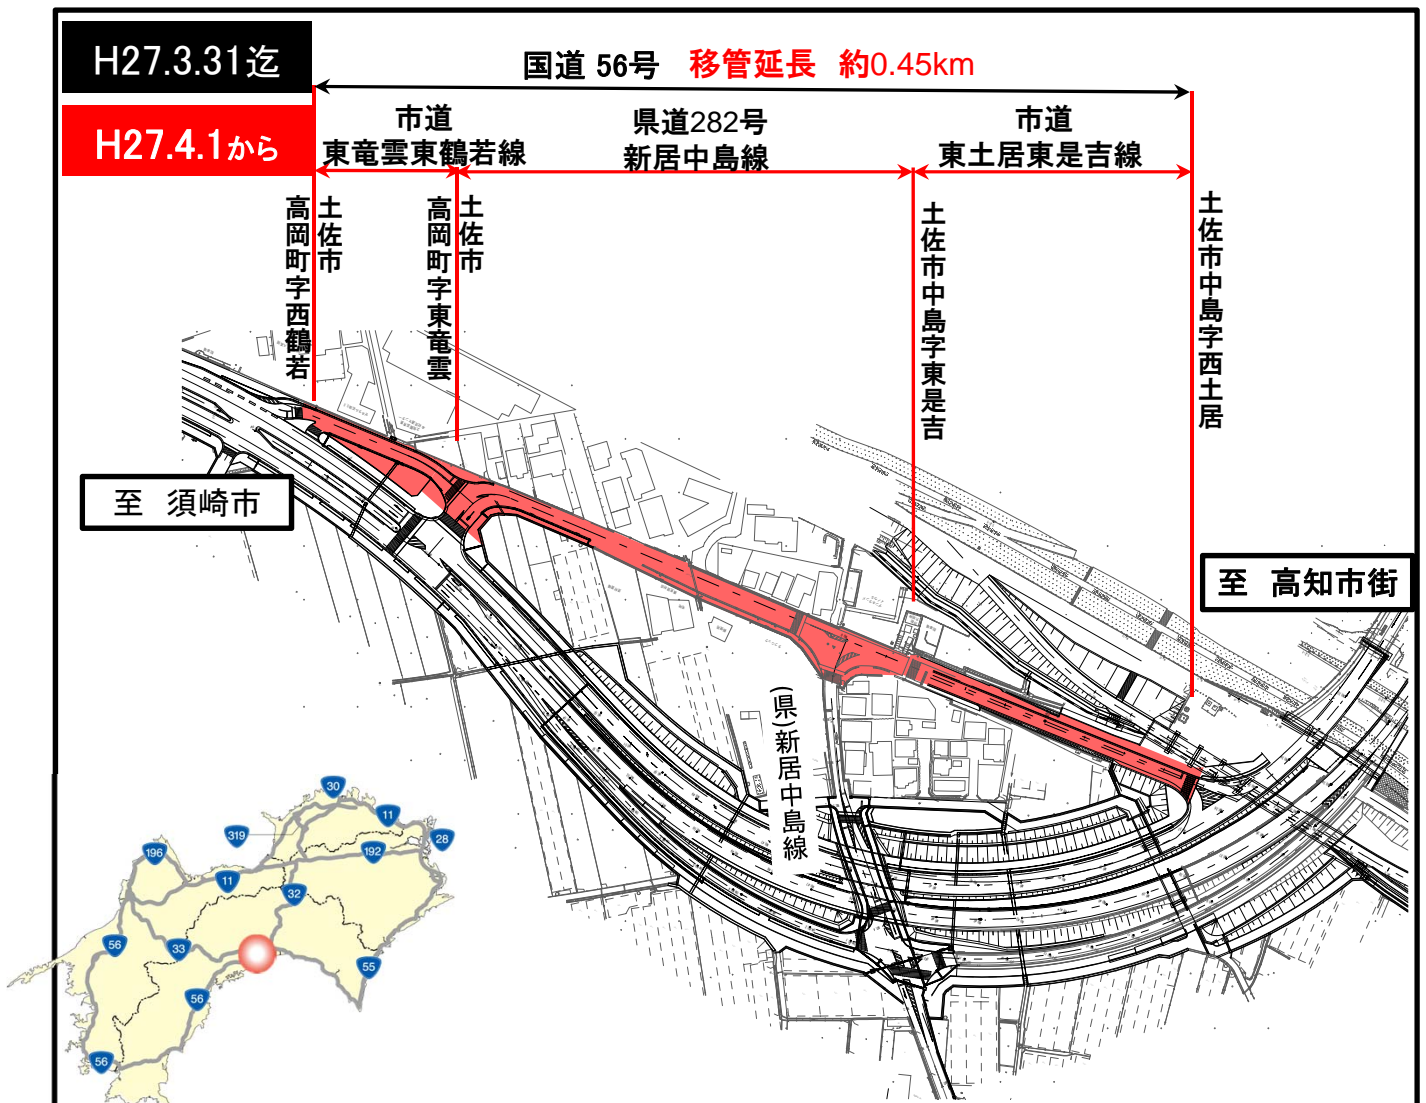 H27.3.31迄
国道 56号 移管延長 約0.45km
H27.4.1から
市道
東竜雲東鶴若線
県道282号
新居中島線
市道
東土居東是吉線
土佐市
高岡町字西鶴若
土佐市
高岡町字東竜雲
土佐市中島字東是吉
土佐市中島字西土居
至 須崎市
至 高知市街
(県)新居中島線
30
11
319
28
196
192
11
32
56
33
55
56
56